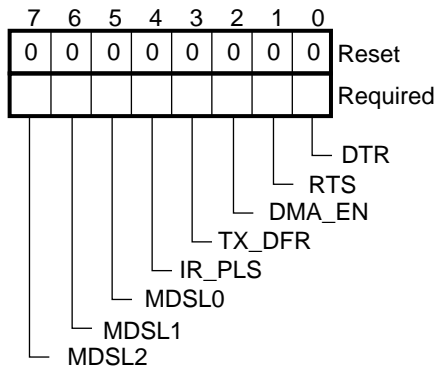 7 6 5 4 3 2 1 0
0 0 0 0 0 0 0 0 Reset
Required
DTR
RTS
DMA_EN
TX_DFR
IR_PLS
MDSL0
MDSL1
MDSL2